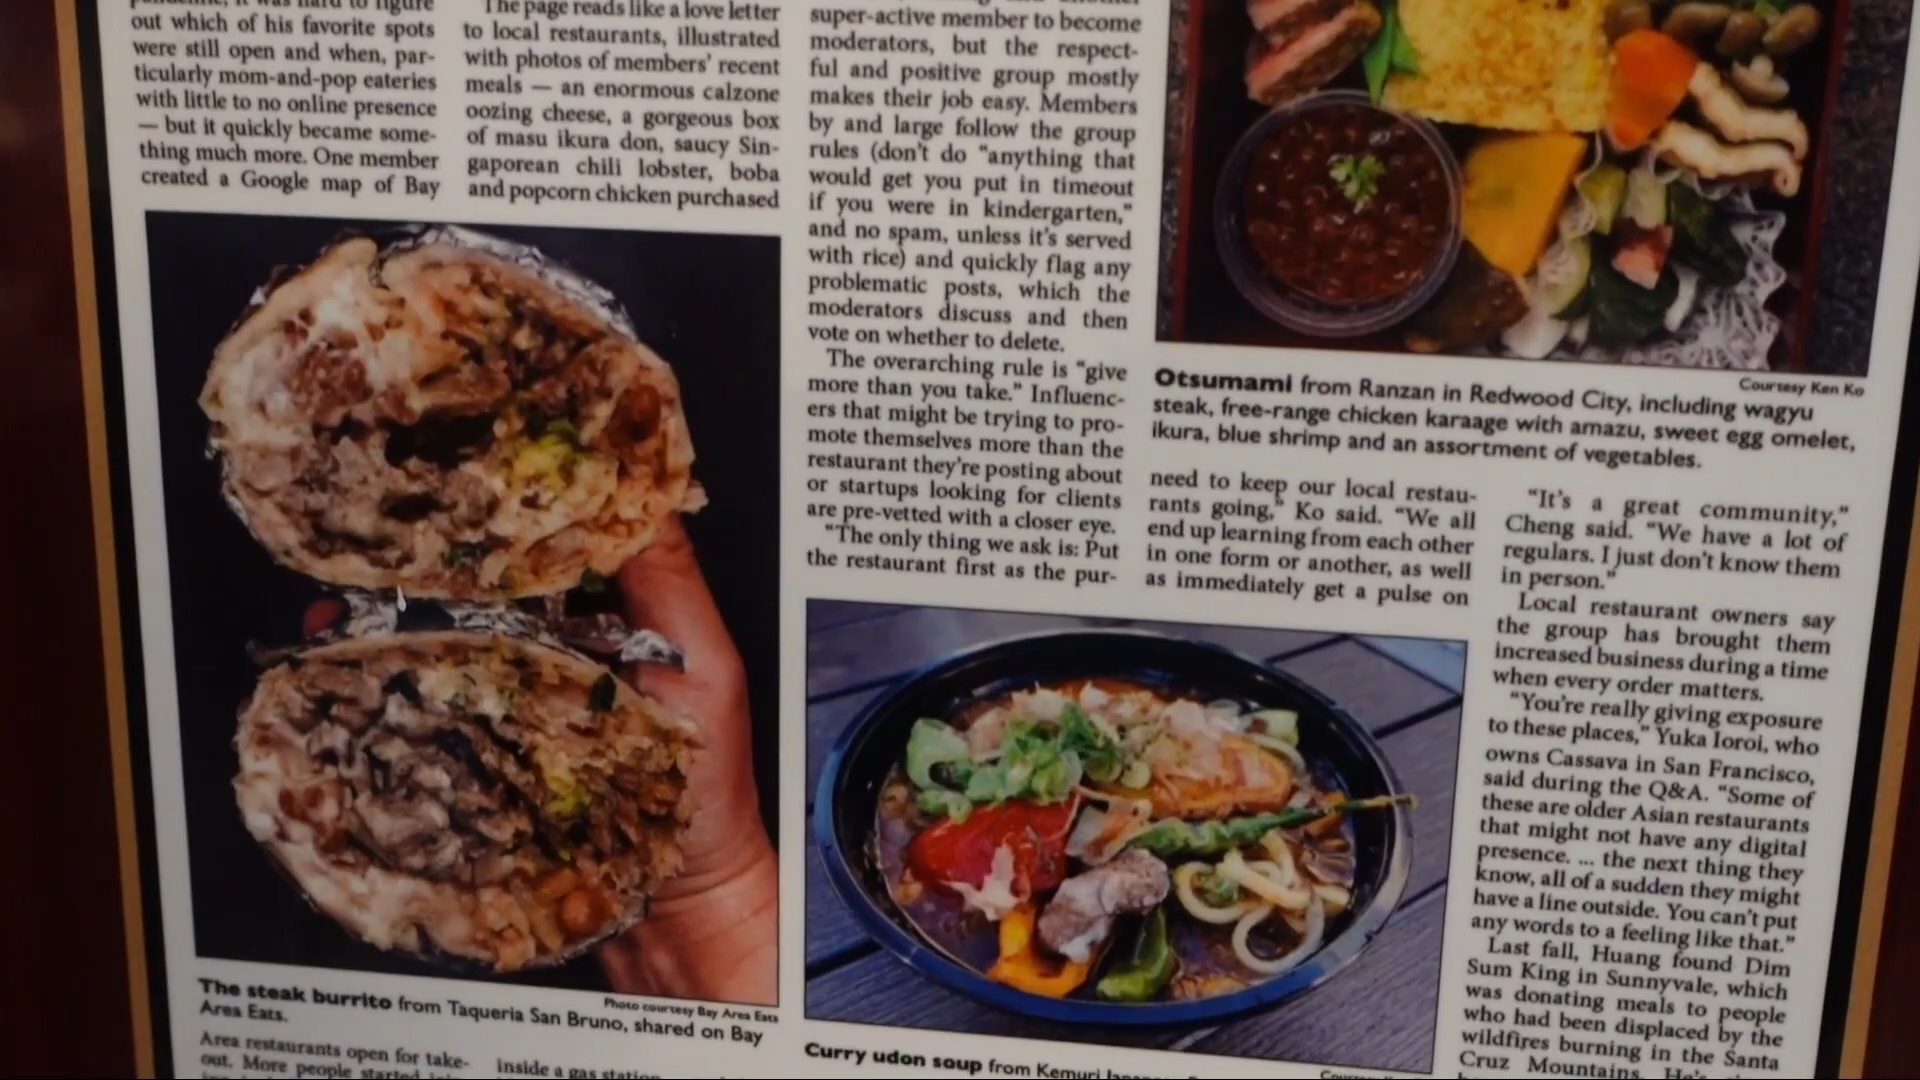 out which of his favorite spots
were still open and when, par-
ticularly mom-and-pop eateries
with little to no online presence
— but it quickly became some-
thing much more. One member
created a Google map of Bay
The steak burrito from Taqueria San Bruno, shared on Bay
Area Eats.
Photo courtesy Bay Area Eats
Area restaurants open for take-
out. More people started
The page reads like a love letter
to local restaurants, illustrated
with photos of members' recent
meals — an enormous calzone
oozing cheese, a gorgeous box
of masu ikura don, saucy Sin-
gaporean chili lobster, boba
and popcorn chicken purchased
inside a gas station
super-active member to become
moderators, but the respect-
ful and positive group mostly
makes their job easy. Members
by and large follow the group
rules (don't do "anything that
would get you put in timeout
if you were in kindergarten,"
and no spam, unless it's served
with rice) and quickly flag any
problematic posts, which the
moderators discuss and then
vote on whether to delete.
The overarching rule is "give
more than you take." Influenc-
ers that might be trying to pro-
mote themselves more than the
restaurant they're posting about
or startups looking for clients
are pre-vetted with a closer eye.
"The only thing we ask is: Put
the restaurant first as the pur-
Curry udon soup from Kemuri
Courtesy Ken Ko
Otsumami from Ranzan in Redwood City, including wagyu
steak, free-range chicken karaage with amazu, sweet egg omelet,
ikura, blue shrimp and an assortment of vegetables.
need to keep our local restau-
rants going," Ko said. "We all
end up learning from each other
in one form or another, as well
as immediately get a pulse on
"It's a great community,"
Cheng said. "We have a lot of
regulars. I just don't know them
in person."
Local restaurant owners say
the group has brought them
increased business during a time
when every order matters.
"You're really giving exposure
to these places," Yuka Ioroi, who
owns Cassava in San Francisco,
said during the Q&A. "Some of
these are older Asian restaurants
that might not have any digital
presence. ... the next thing they
know, all of a sudden they might
have a line outside. You can't put
any words to a feeling like that."
Last fall, Huang found Dim
Sum King in Sunnyvale, which
was donating meals to people
who had been displaced by the
wildfires burning in the Santa
Cruz Mountains. He's